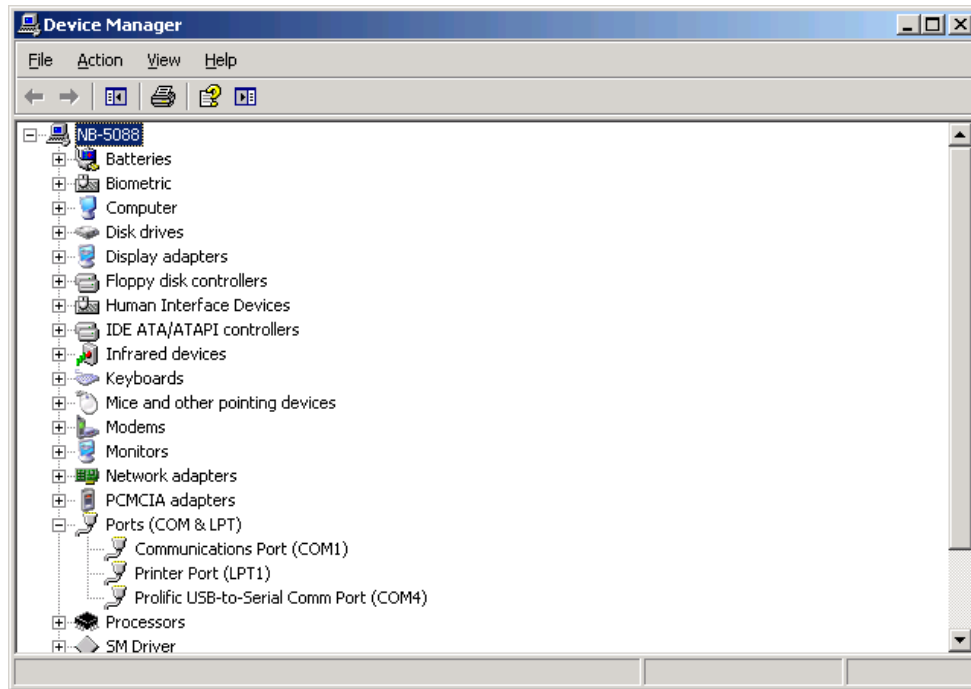 Device Manager
File Action View Help
NB-5088
Batteries
Biometric
Computer
Disk drives
Display adapters
Floppy disk controllers
Human Interface Devices
IDE ATA/ATAPI controllers
Infrared devices
Keyboards
Mice and other pointing devices
Modems
Monitors
Network adapters
PCMCIA adapters
Ports (COM & LPT)
Communications Port (COM1)
Printer Port (LPT1)
Prolific USB-to-Serial Comm Port (COM4)
Processors
SM Driver